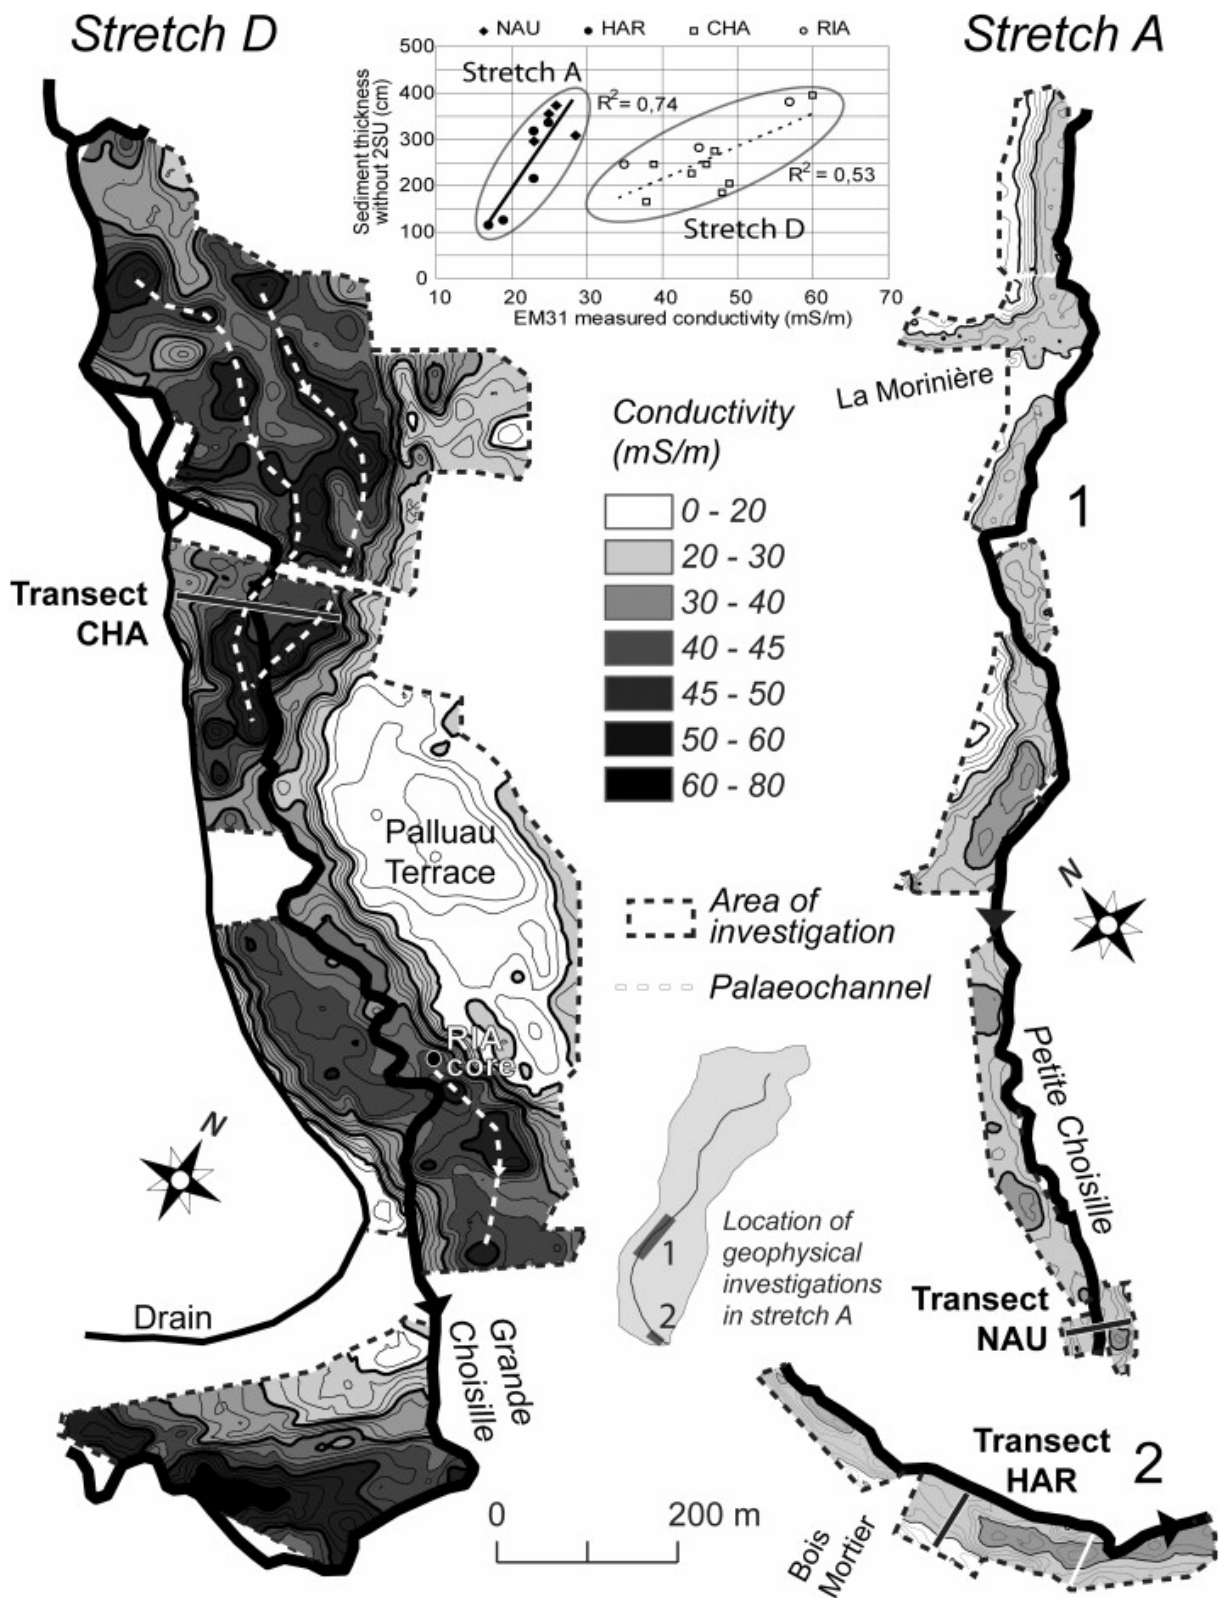 Stretch D
Stretch A
NAU
HAR
CHA
RIA
Sediment thickness
without 2SU (cm)
500
400
300
200
100
0
Stretch A
R² = 0,74
R² = 0,53
Stretch D
10
20
30
40
50
60
70
EM31 measured conductivity (mS/m)
La Morinière
1
Conductivity
(mS/m)
0 - 20
20 - 30
30 - 40
40 - 45
45 - 50
50 - 60
60 - 80
Transect
CHA
Palluau
Terrace
Area of
investigation
Palaeochannel
N
RIA
core
Petite Choisille
N
Location of
geophysical
investigations
in stretch A
1
2
Drain
Grande
Choisille
Transect
NAU
Transect
HAR
2
Bois
Mortier
0
200 m